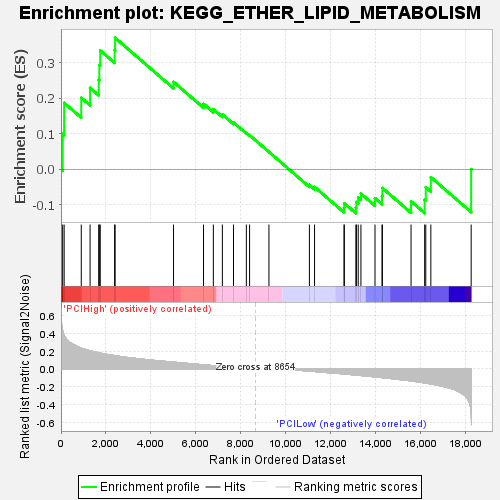 Enrichment plot: KEGG_ETHER_LIPID_METABOLISM
Enrichment score (ES)
0.3
0.2
0.1
0.0
-0.1
'PCIHigh' (positively correlated)
Ranked list metric (Signal2Noise)
0.6
0.4
0.2
0.0
-0.2
-0.4
-0.6
Zero cross at 8654
'PCILow' (negatively correlated)
0 2,000 4,000 6,000 8,000 10,000 12,000 14,000 16,000 18,000
Rank in Ordered Dataset
Enrichment profile Hits Ranking metric scores